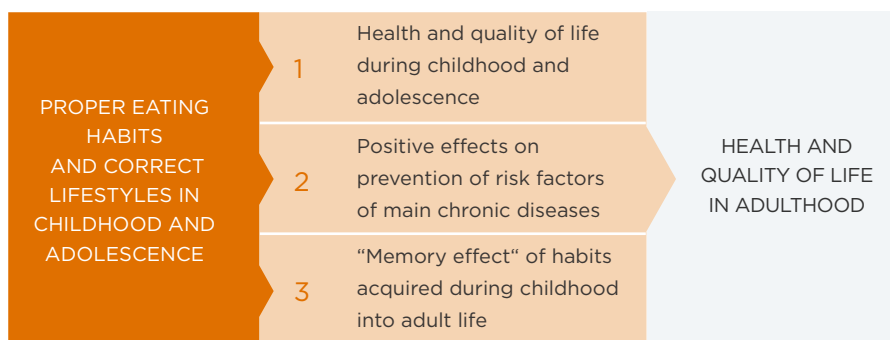 PROPER EATING
HABITS
AND CORRECT
LIFESTYLES IN
CHILDHOOD AND
ADOLESCENCE
1
Health and quality of life
during childhood and
adolescence
2
Positive effects on
prevention of risk factors
of main chronic diseases
3
“Memory effect“ of habits
acquired during childhood
into adult life
HEALTH AND
QUALITY OF LIFE
IN ADULTHOOD